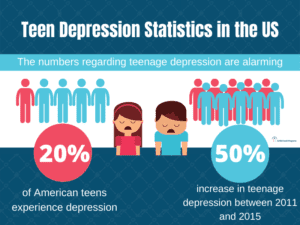 Teen Depression Statistics in the US
The numbers regarding teenage depression are alarming
20%
of American teens
experience depression
50%
increase in teenage
depression between 2011
and 2015